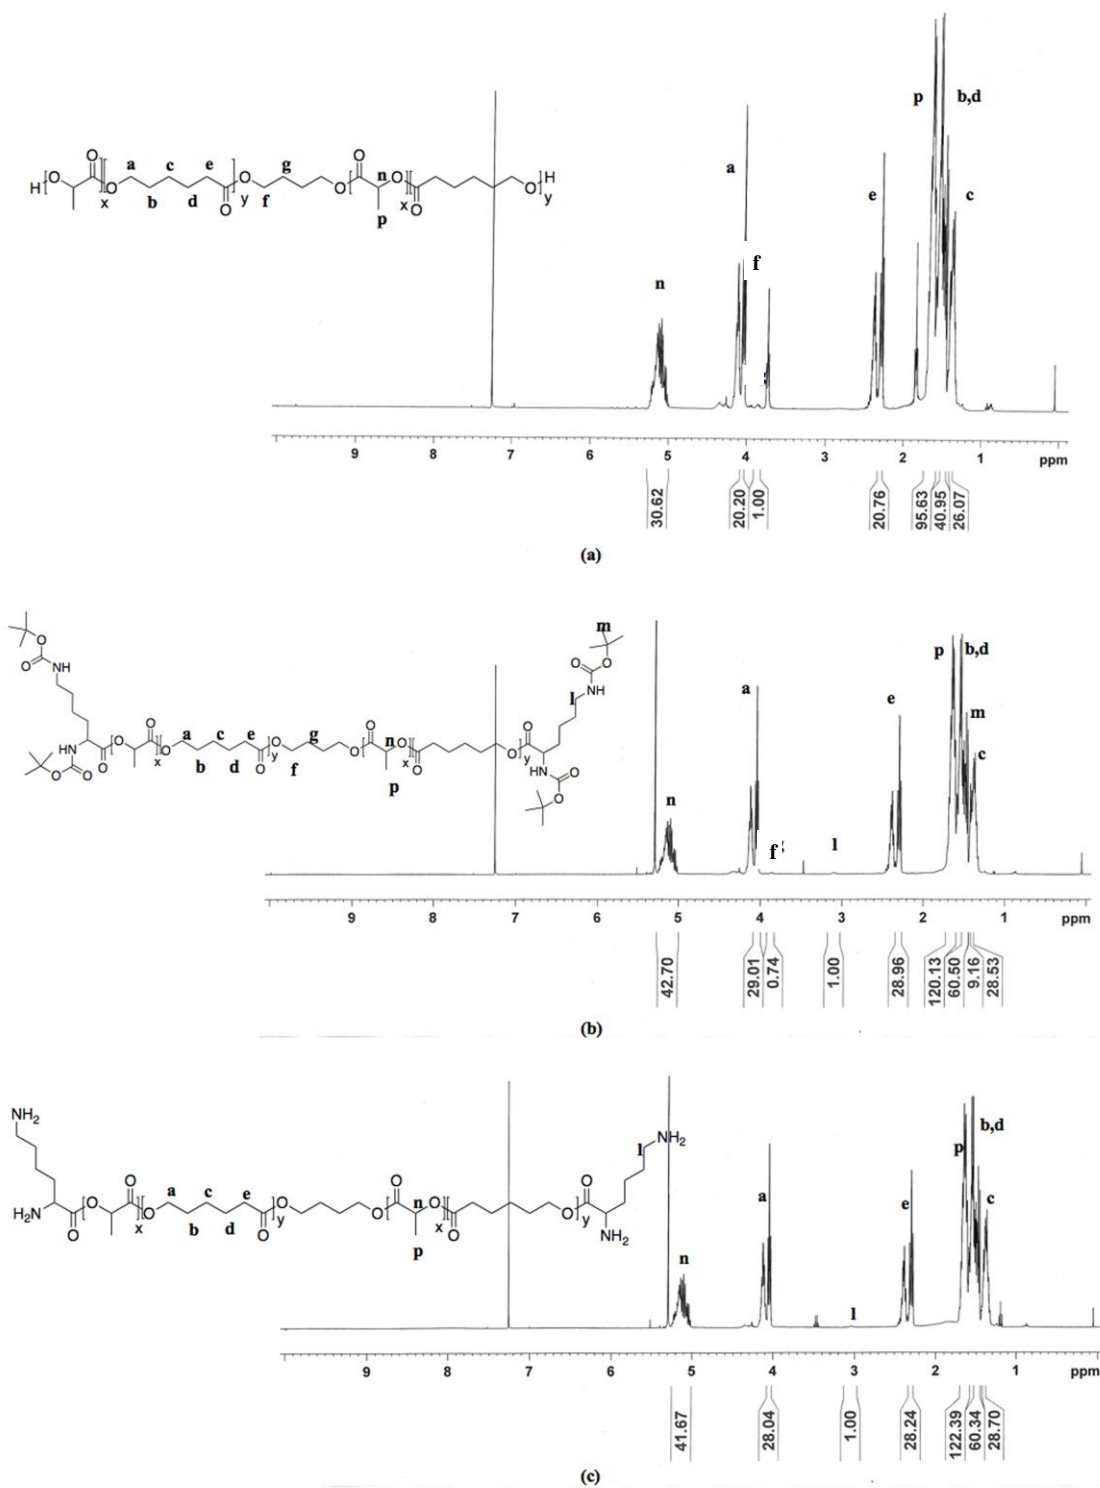 p
b,d
a
e
c
f
n
O
a
c
e
g
O
n
O
H
O
x
O
b
d
O
y
O
f
O
x
O
p
O
H
y
9
8
7
6
5
4
3
2
1
ppm
30.62
20.20
1.00
20.76
95.63
40.95
26.07
(a)
m
O
O
NH
O
O
O
NH
l
p
b,d
a
e
m
c
O
a
c
e
g
n
O
HN
O
x
O
b
d
O
y
O
f
O
x
O
O
y
O
HN
O
O
O
p
O
O
n
f
l
9
8
7
6
5
4
3
2
1
ppm
42.70
29.01
0.74
1.00
28.96
120.13
60.50
9.16
28.53
(b)
NH2
l
NH2
b,d
p
a
e
c
O
a
c
e
O
n
O
H2N
O
O
x
O
b
d
O
y
O
O
x
O
O
y
O
NH2
p
n
l
9
8
7
6
5
4
3
2
1
ppm
41.67
28.04
1.00
28.24
122.39
60.34
28.70
(c)